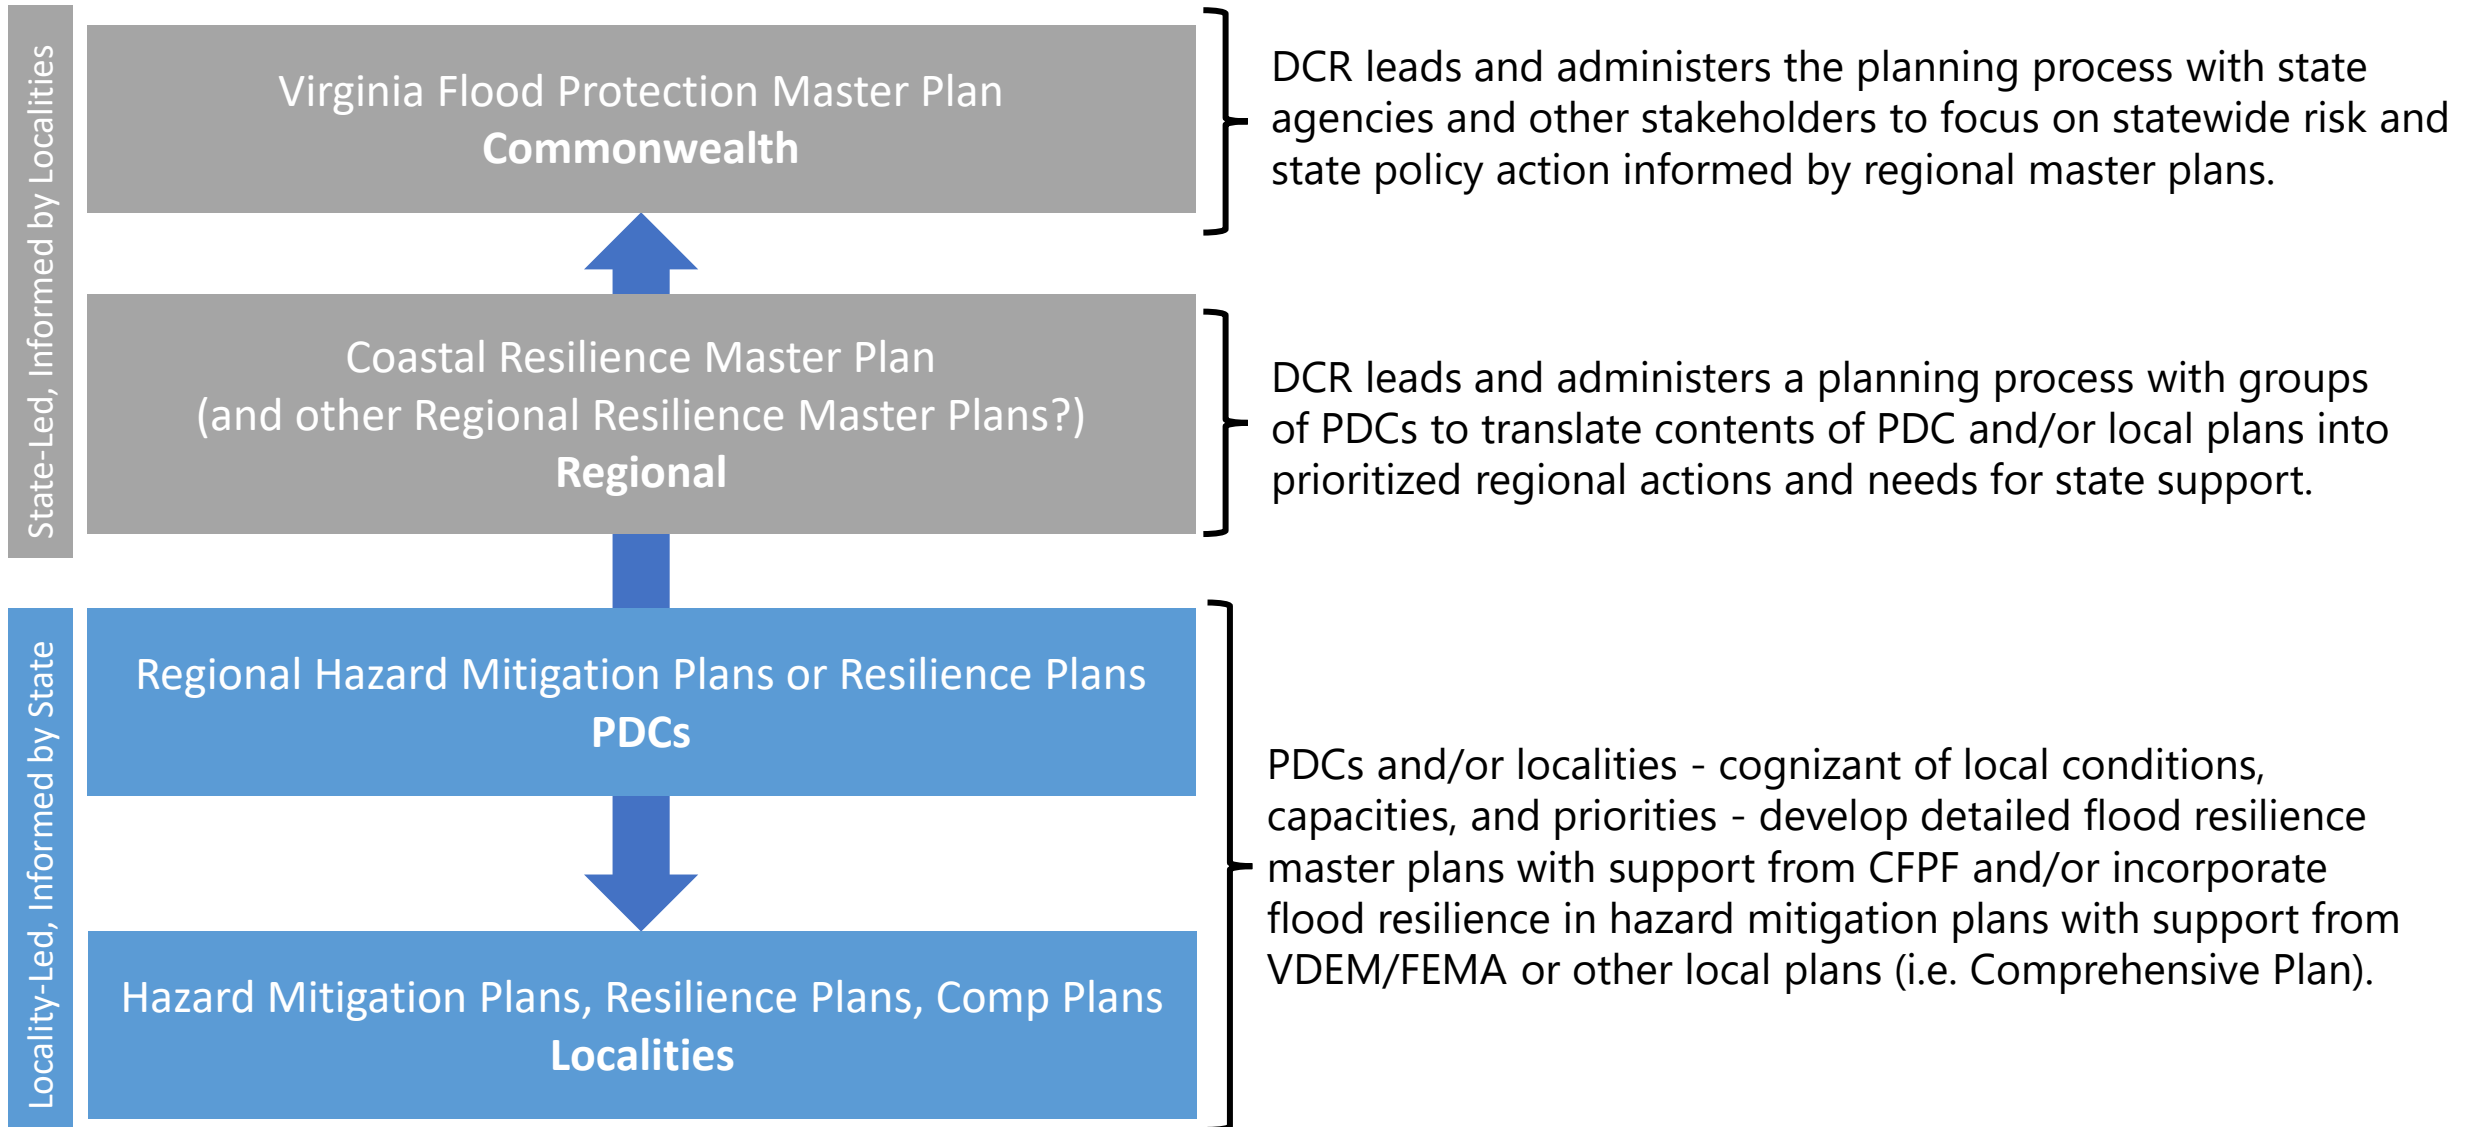 State-Led, Informed by Localities
Virginia Flood Protection Master Plan
Commonwealth
DCR leads and administers the planning process with state
agencies and other stakeholders to focus on statewide risk and
state policy action informed by regional master plans.
Coastal Resilience Master Plan
(and other Regional Resilience Master Plans?)
Regional
DCR leads and administers a planning process with groups
of PDCs to translate contents of PDC and/or local plans into
prioritized regional actions and needs for state support.
Locality-Led, Informed by State
Regional Hazard Mitigation Plans or Resilience Plans
PDCs
Hazard Mitigation Plans, Resilience Plans, Comp Plans
Localities
PDCs and/or localities - cognizant of local conditions,
capacities, and priorities - develop detailed flood resilience
master plans with support from CFPF and/or incorporate
flood resilience in hazard mitigation plans with support from
VDEM/FEMA or other local plans (i.e. Comprehensive Plan).